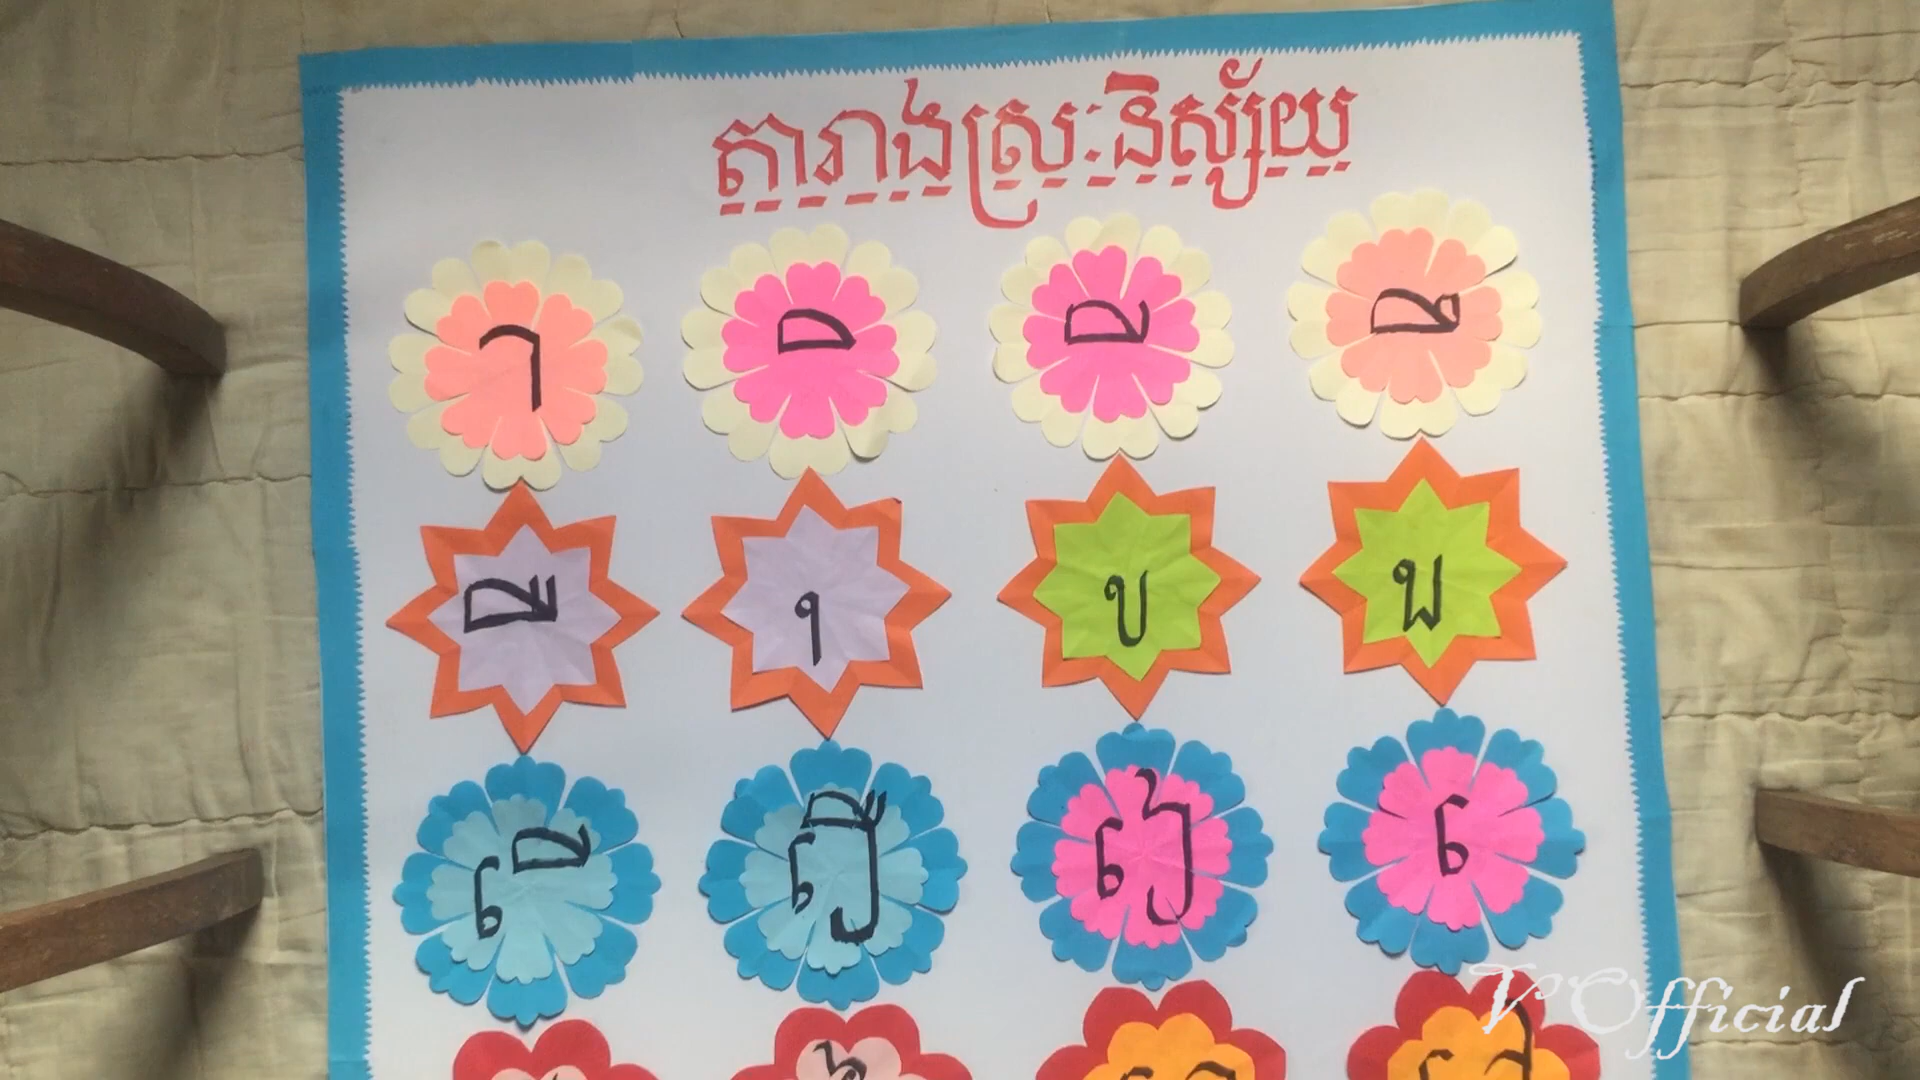 តារាងស្រៈនិស្ស័យ
ា ិ ី ឹ
ឺ ុ ូ ួ
ើ ឿ ៀ េ
V Official